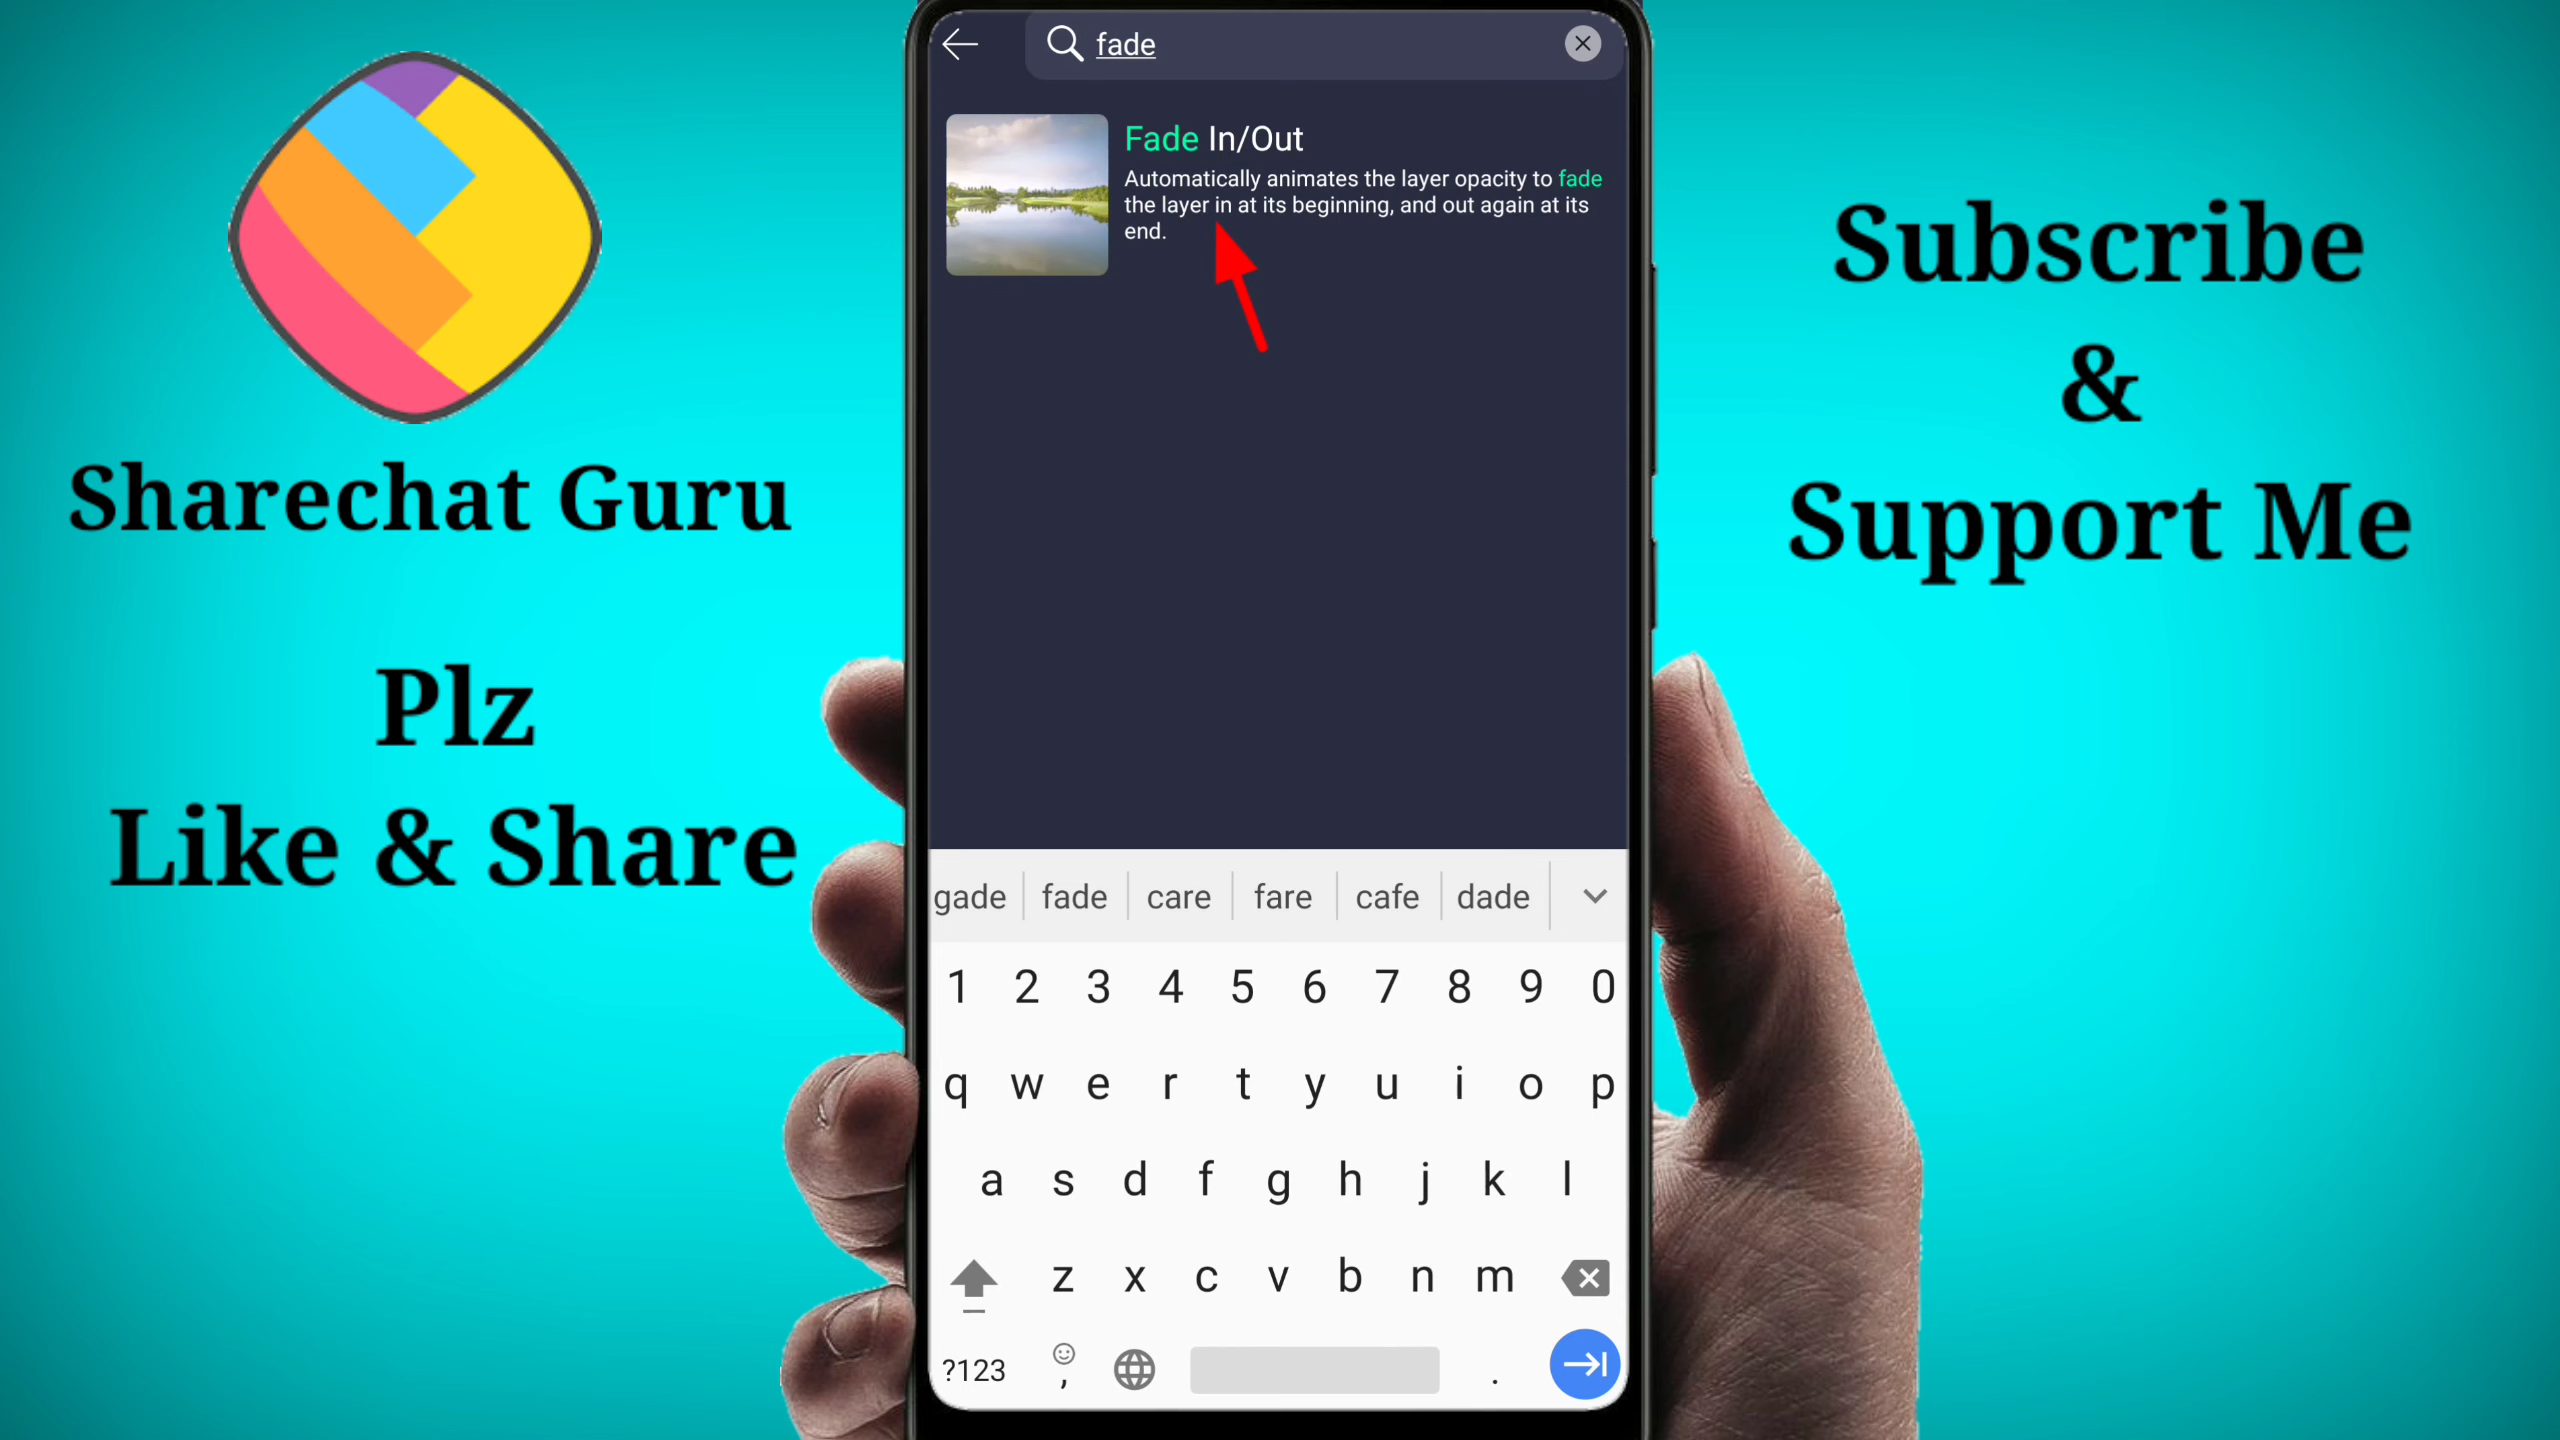 fade
Fade In/Out
Automatically animates the layer opacity to fade
the layer in at its beginning, and out again at its
end.
Sharechat Guru
Plz
Like & Share
Subscribe
&
Support Me
gade fade care fare cafe dade
1 2 3 4 5 6 7 8 9 0
q w e r t y u i o p
a s d f g h j k l
z x c v b n m
?123 , .